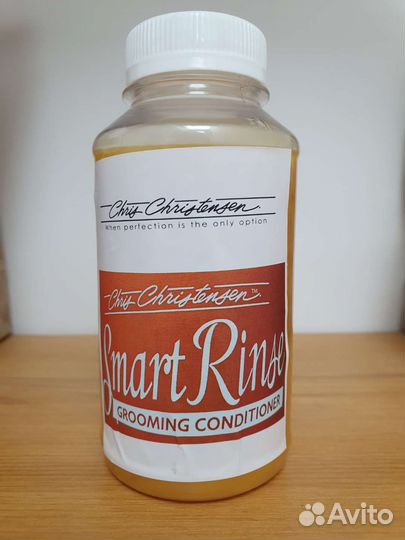 Chris Christensen
When perfection is the only option
Chris Christensen™
Smart Rinse
GROOMING CONDITIONER
Avito